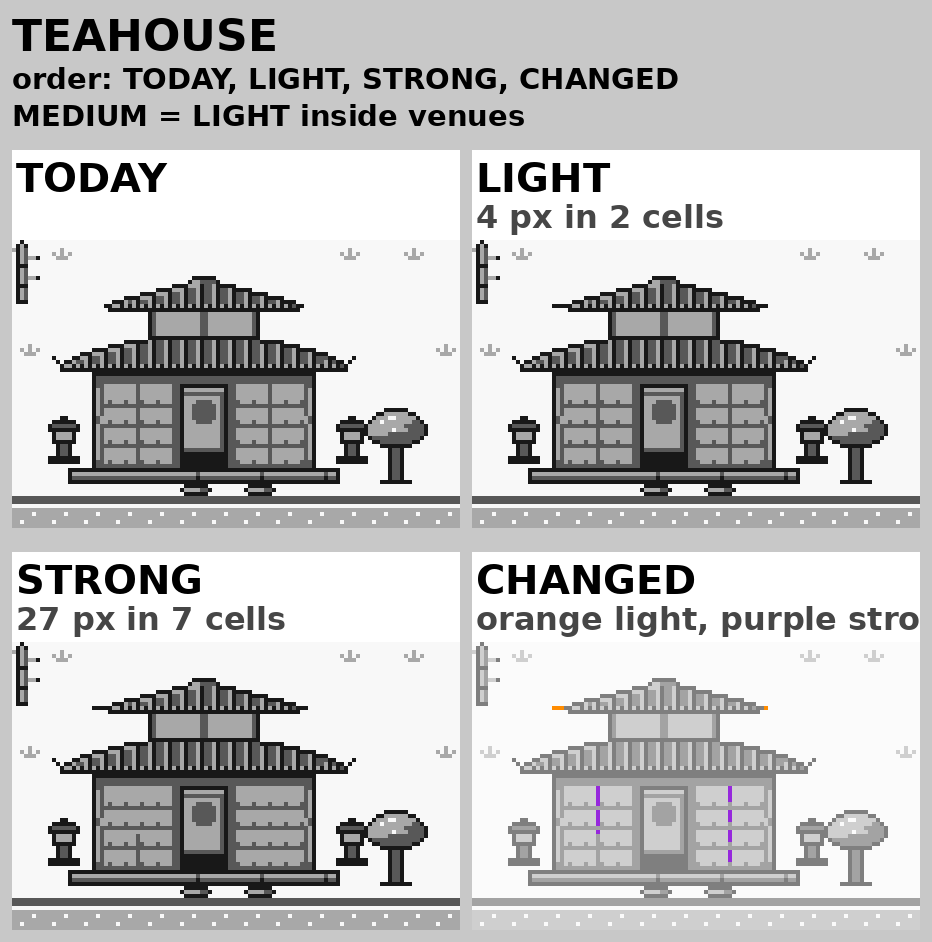 TEAHOUSE
order: TODAY, LIGHT, STRONG, CHANGED
MEDIUM = LIGHT inside venues
TODAY
LIGHT
4 px in 2 cells
STRONG
27 px in 7 cells
CHANGED
orange light, purple stro